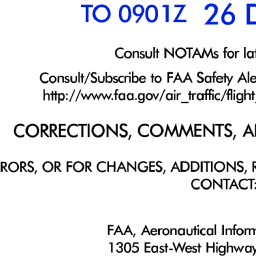 TO 0901Z 26 D
Consult NOTAMs for lat
Consult/Subscribe to FAA Safety Ale
http://www.faa.gov/air_traffic/flight_
CORRECTIONS, COMMENTS, A
RORS, OR FOR CHANGES, ADDITIONS, R
CONTACT:
FAA, Aeronautical Inform
1305 East-West Highway